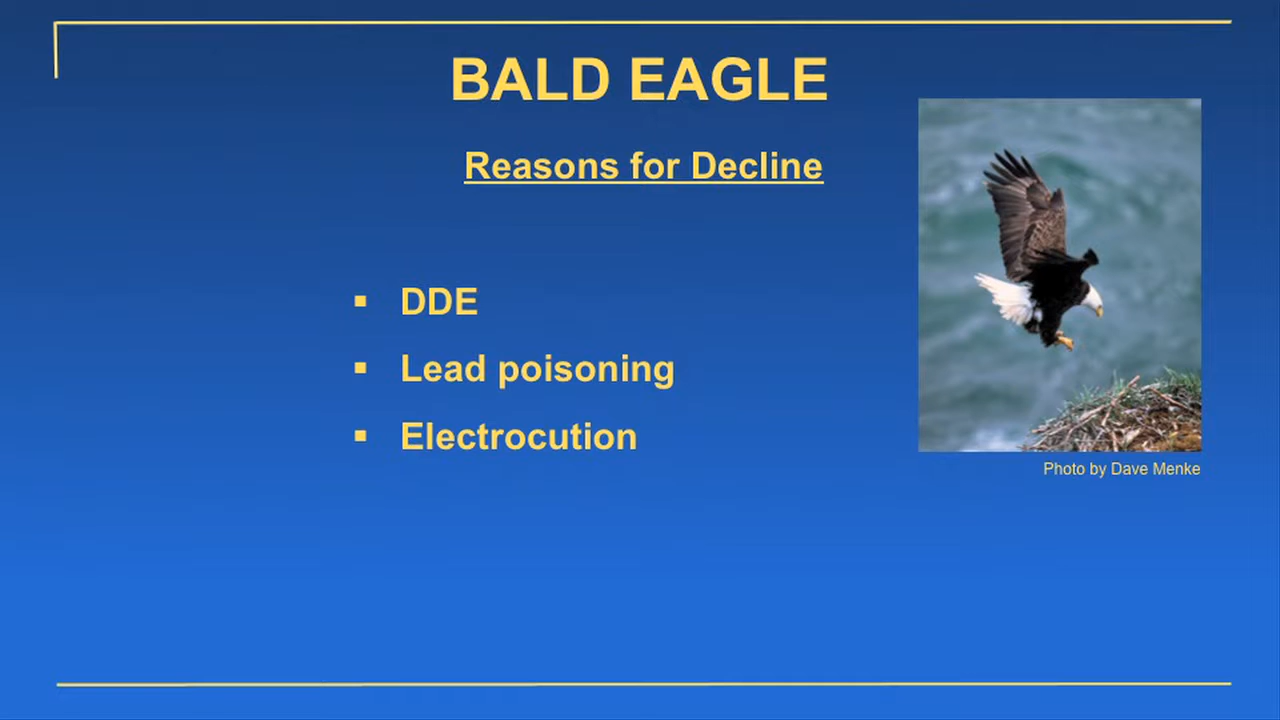 BALD EAGLE
Reasons for Decline
▪ DDE
▪ Lead poisoning
▪ Electrocution
Photo by Dave Menke